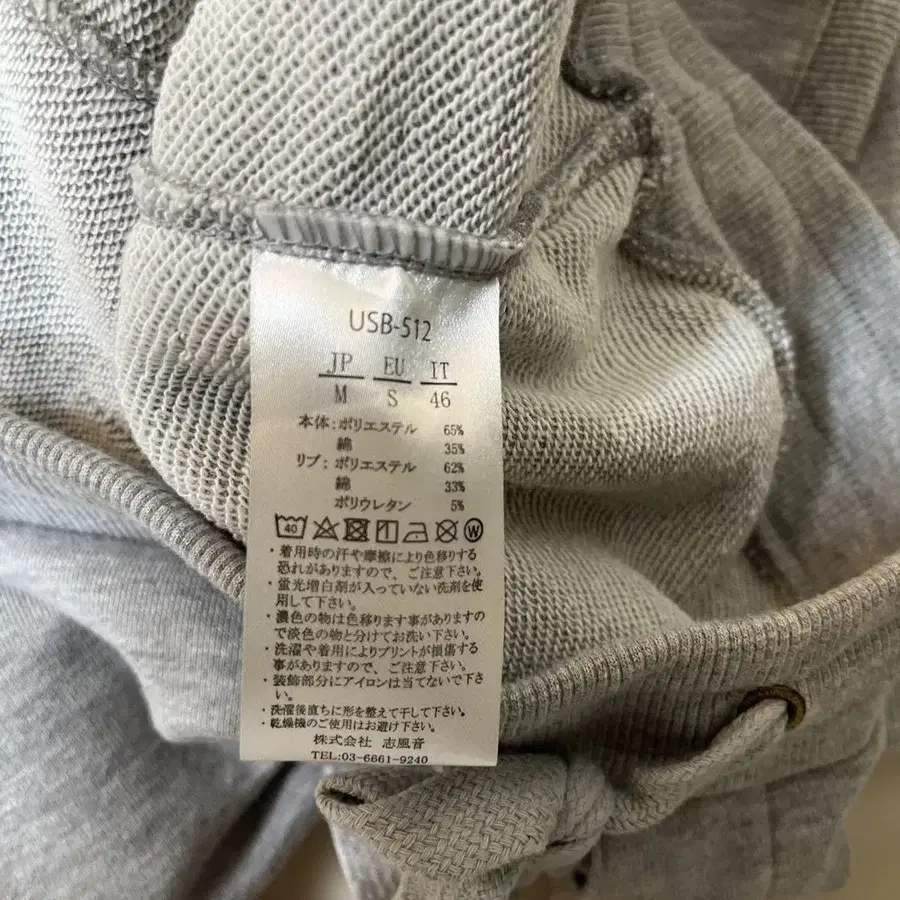 USB-512
JP EU IT
M S 46
本体:ポリエステル 65%
綿 35%
リブ:ポリエステル 62%
綿 33%
ポリウレタン 5%
40 W
・着用時の汗や摩擦により色移りする
恐れがありますので、ご注意下さい。
・蛍光増白剤が入っていない洗剤を使
用して下さい。
・濃色の物は色移ります事がありますの
で淡色の物と分けてお洗い下さい。
・洗濯や着用によりプリントが損傷する
事がありますので、ご注意下さい。
・装飾部分にアイロンは当てないで下さ
い。
・洗濯後直ちに形を整えて干して下さい。
・乾燥機のご使用はお避け下さい。
株式会社 志風音
TEL:03-6661-9240